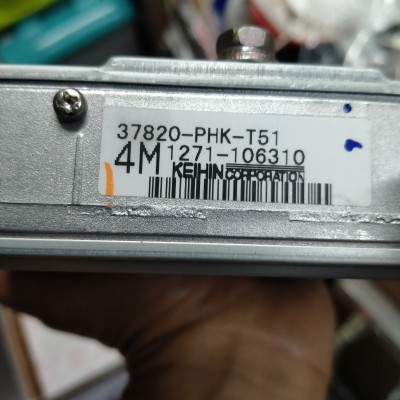 37820-PHK-T51
4M 1271-106310
KEIHIN CORPORATION